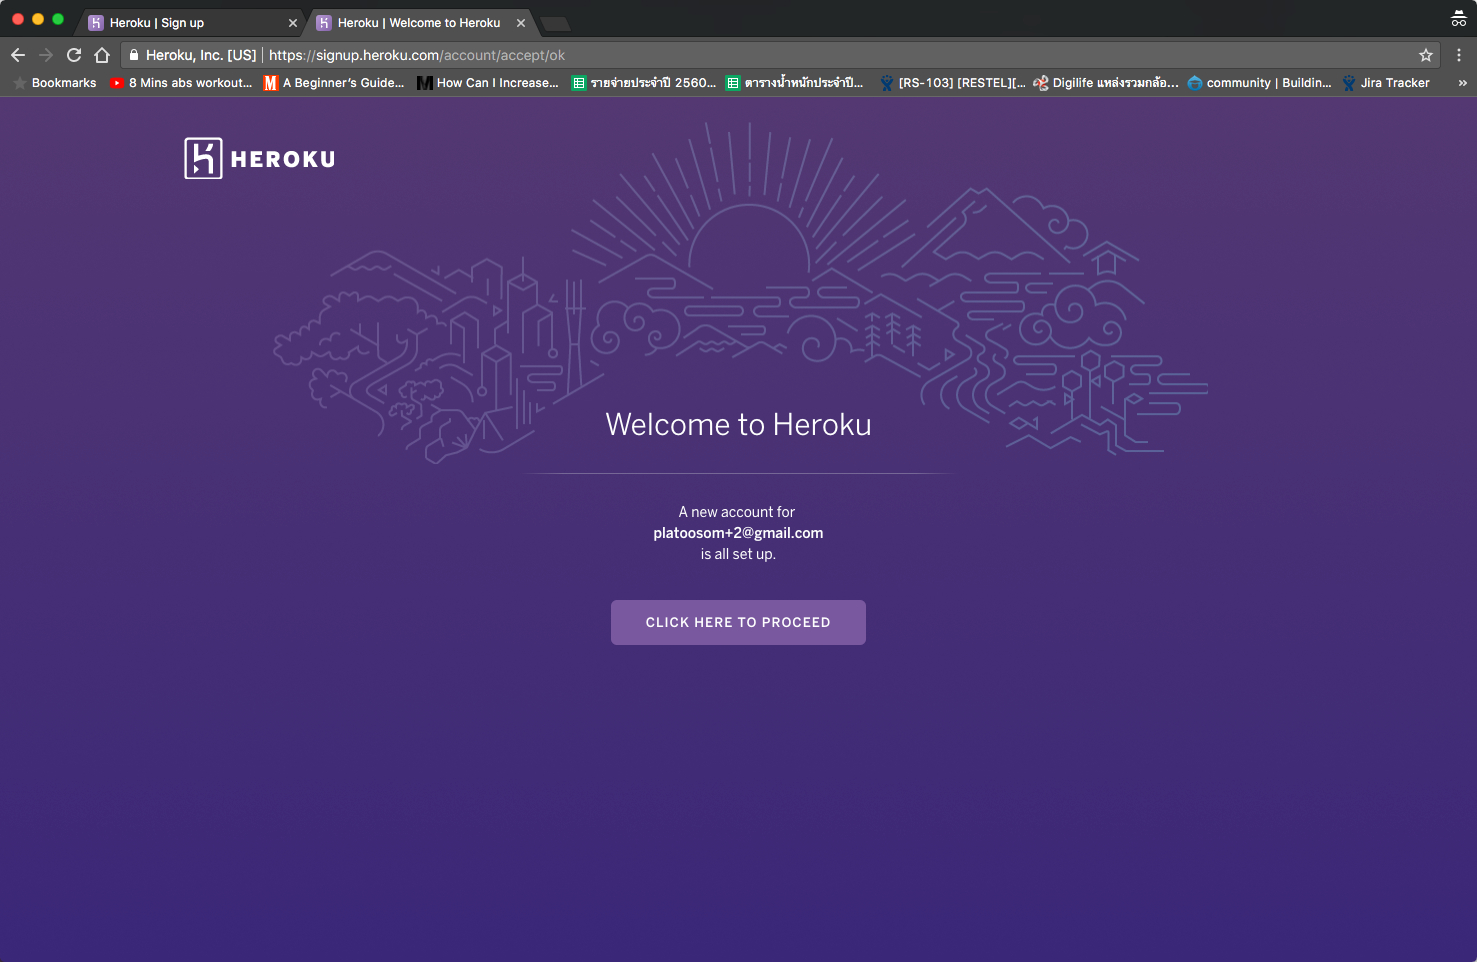 Heroku | Sign up
Heroku | Welcome to Heroku
Heroku, Inc. [US] | https://signup.heroku.com/account/accept/ok
Bookmarks 8 Mins abs workout... A Beginner's Guide... How Can I Increase... รายจ่ายประจำปี 2560... ตารางน้ำหนักประจำปี... [RS-103] [RESTEL][... Digilife แหล่งรวมกล้อ... community | Buildin... Jira Tracker »
HEROKU
Welcome to Heroku
A new account for
platoosom+2@gmail.com
is all set up.
CLICK HERE TO PROCEED